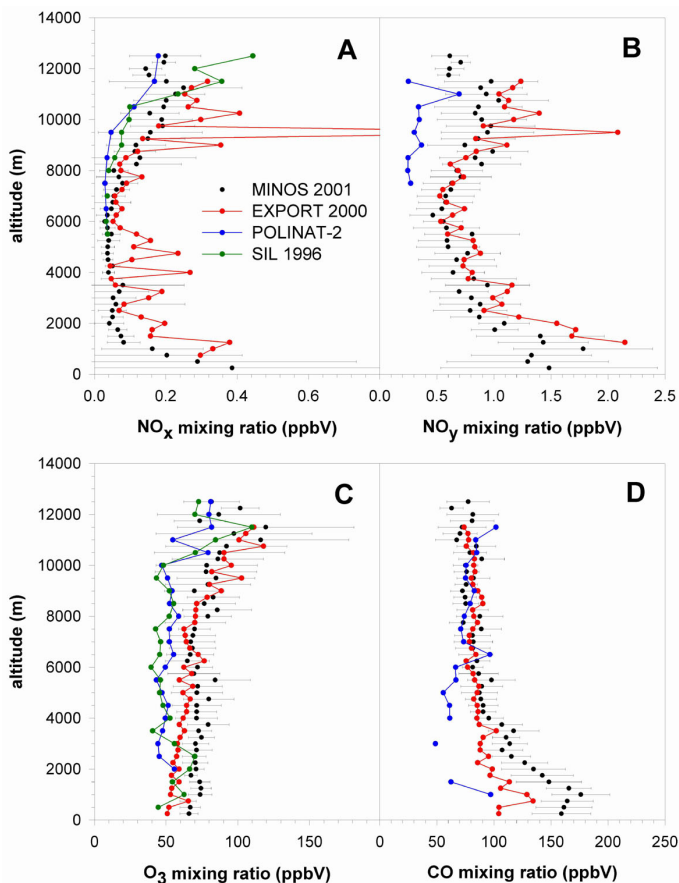 A
B
14000
12000
10000
8000
6000
4000
2000
0
altitude (m)
MINOS 2001
EXPORT 2000
POLINAT-2
SIL 1996
0.0 0.2 0.4 0.6 0.8
0.0 0.5 1.0 1.5 2.0 2.5
NOx mixing ratio (ppbV)
NOy mixing ratio (ppbV)
C
D
14000
12000
10000
8000
6000
4000
2000
0
altitude (m)
0 50 100 150 200
0 50 100 150 200 250
O3 mixing ratio (ppbV)
CO mixing ratio (ppbV)